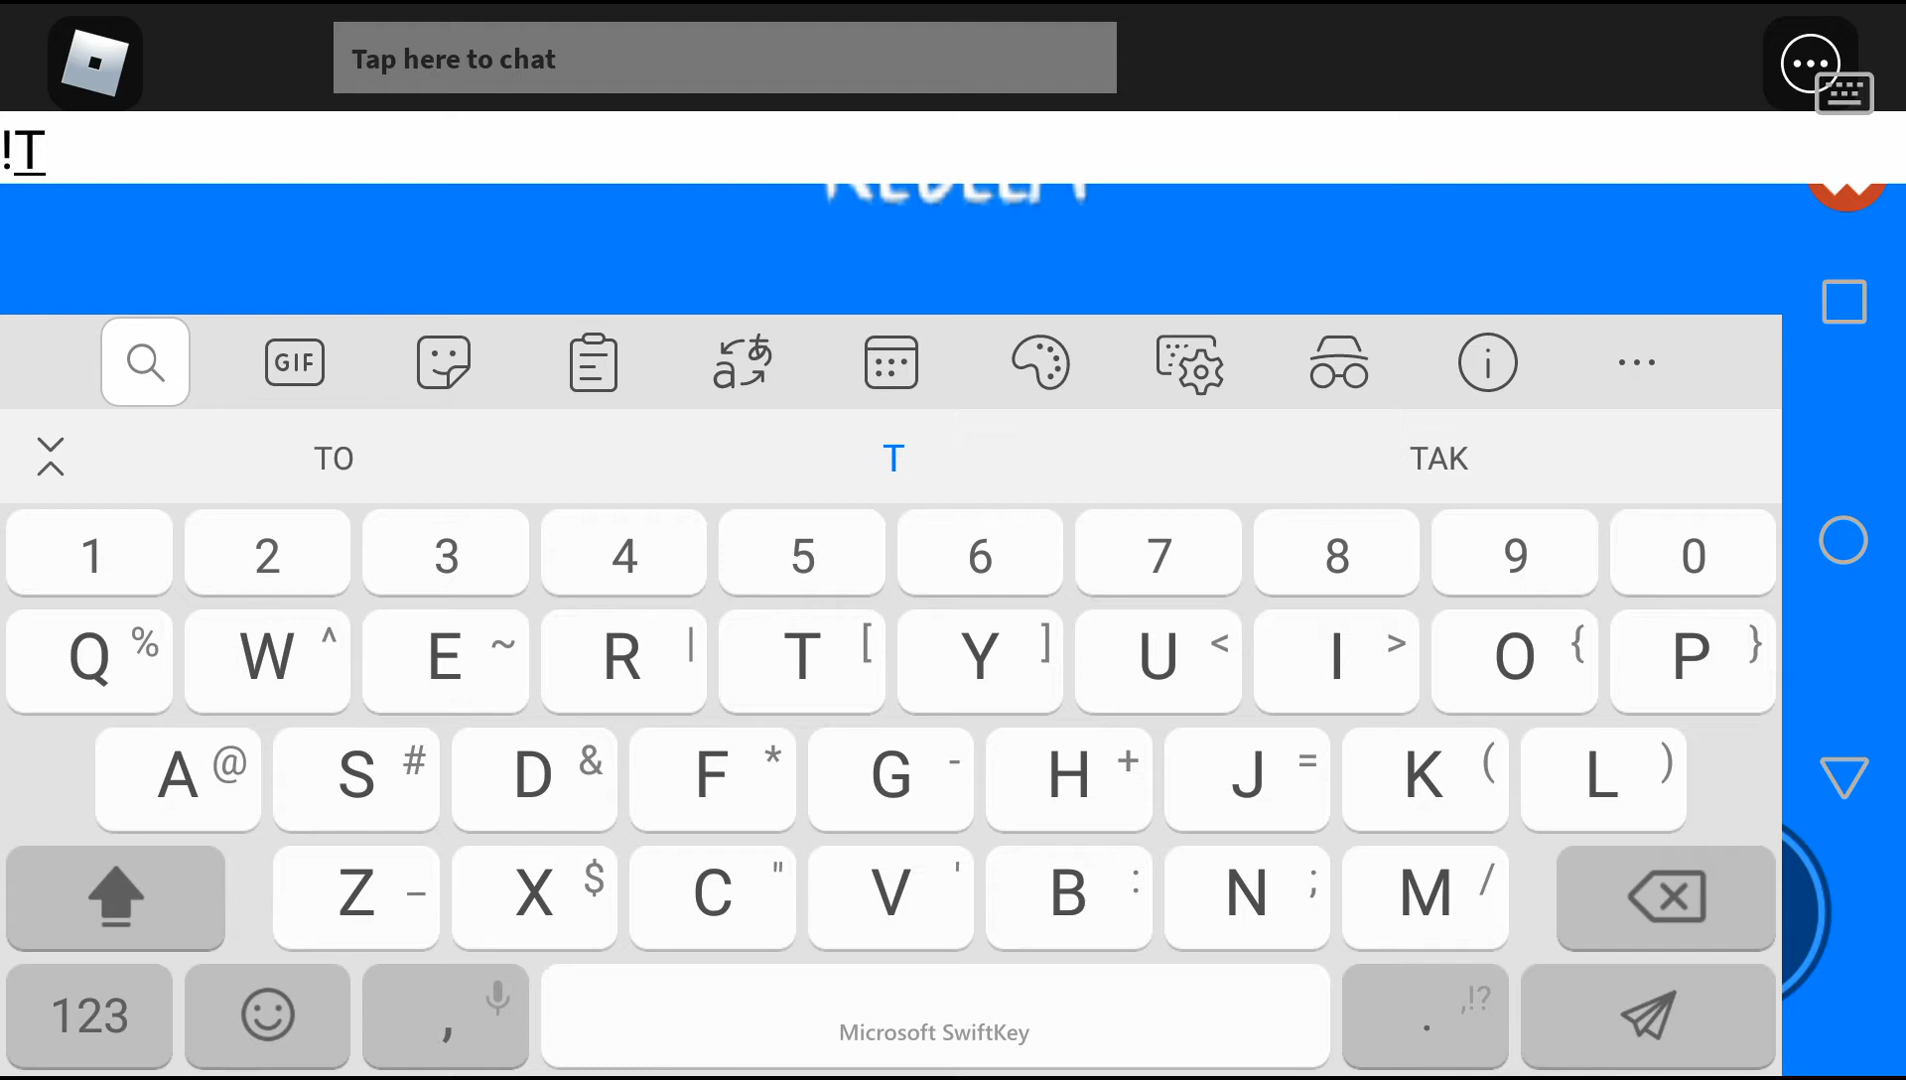 Tap here to chat
!T
GIF
TO T TAK
1 2 3 4 5 6 7 8 9 0
Q % W ^ E ~ R | T [ Y ] U < I > O { P }
A @ S # D & F * G - H + J = K ( L )
Z _ X $ C " V ' B : N ; M /
123 , Microsoft SwiftKey . ,!?